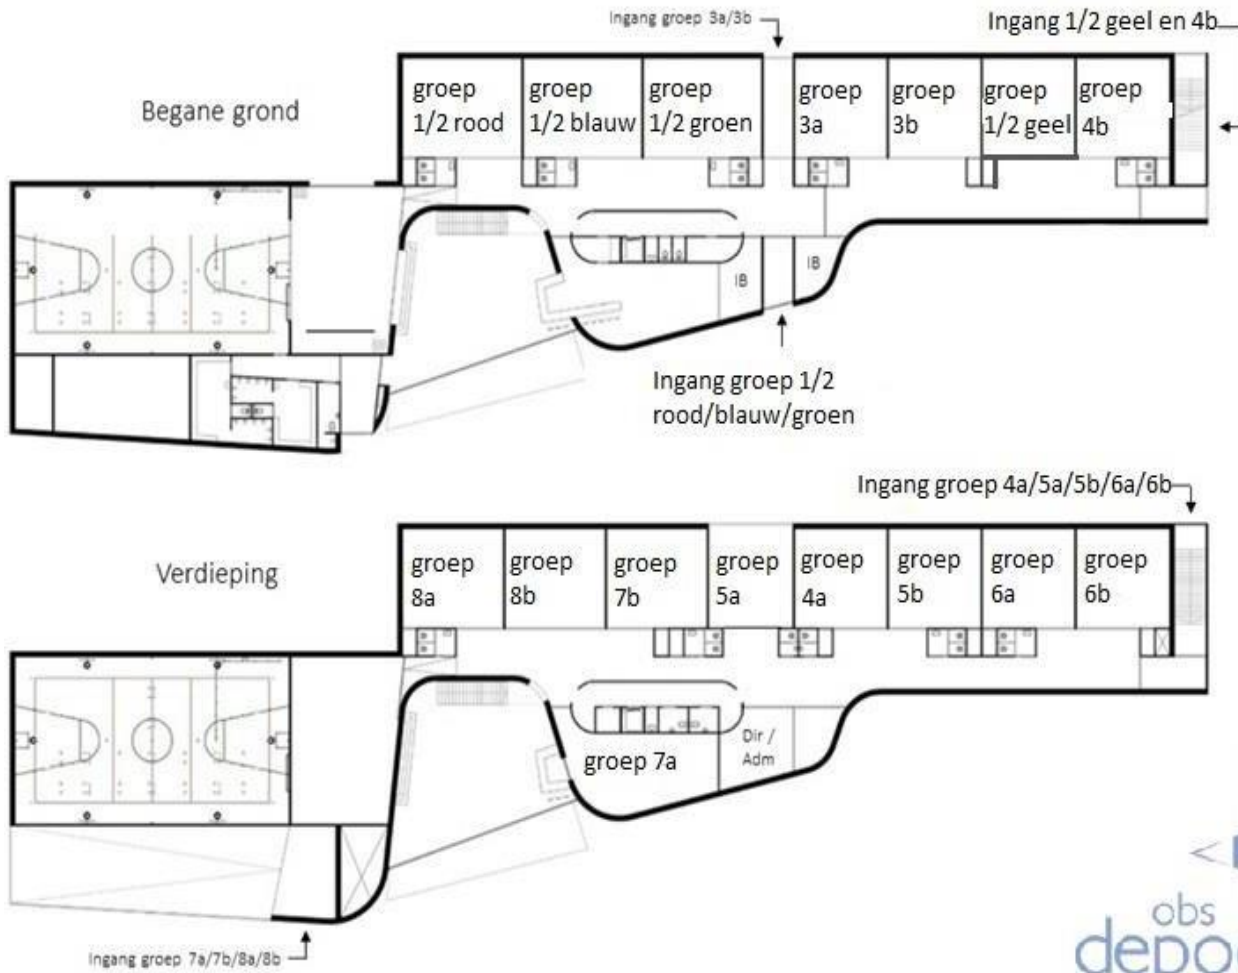 Ingang groep 3a/3b
Ingang 1/2 geel en 4b
Begane grond
groep
1/2 rood
groep
1/2 blauw
groep
1/2 groen
groep
3a
groep
3b
groep
1/2 geel
groep
4b
IB
IB
Ingang groep 1/2
rood/blauw/groen
Ingang groep 4a/5a/5b/6a/6b
Verdieping
groep
8a
groep
8b
groep
7b
groep
5a
groep
4a
groep
5b
groep
6a
groep
6b
groep 7a
Dir /
Adm
Ingang groep 7a/7b/8a/8b
obs